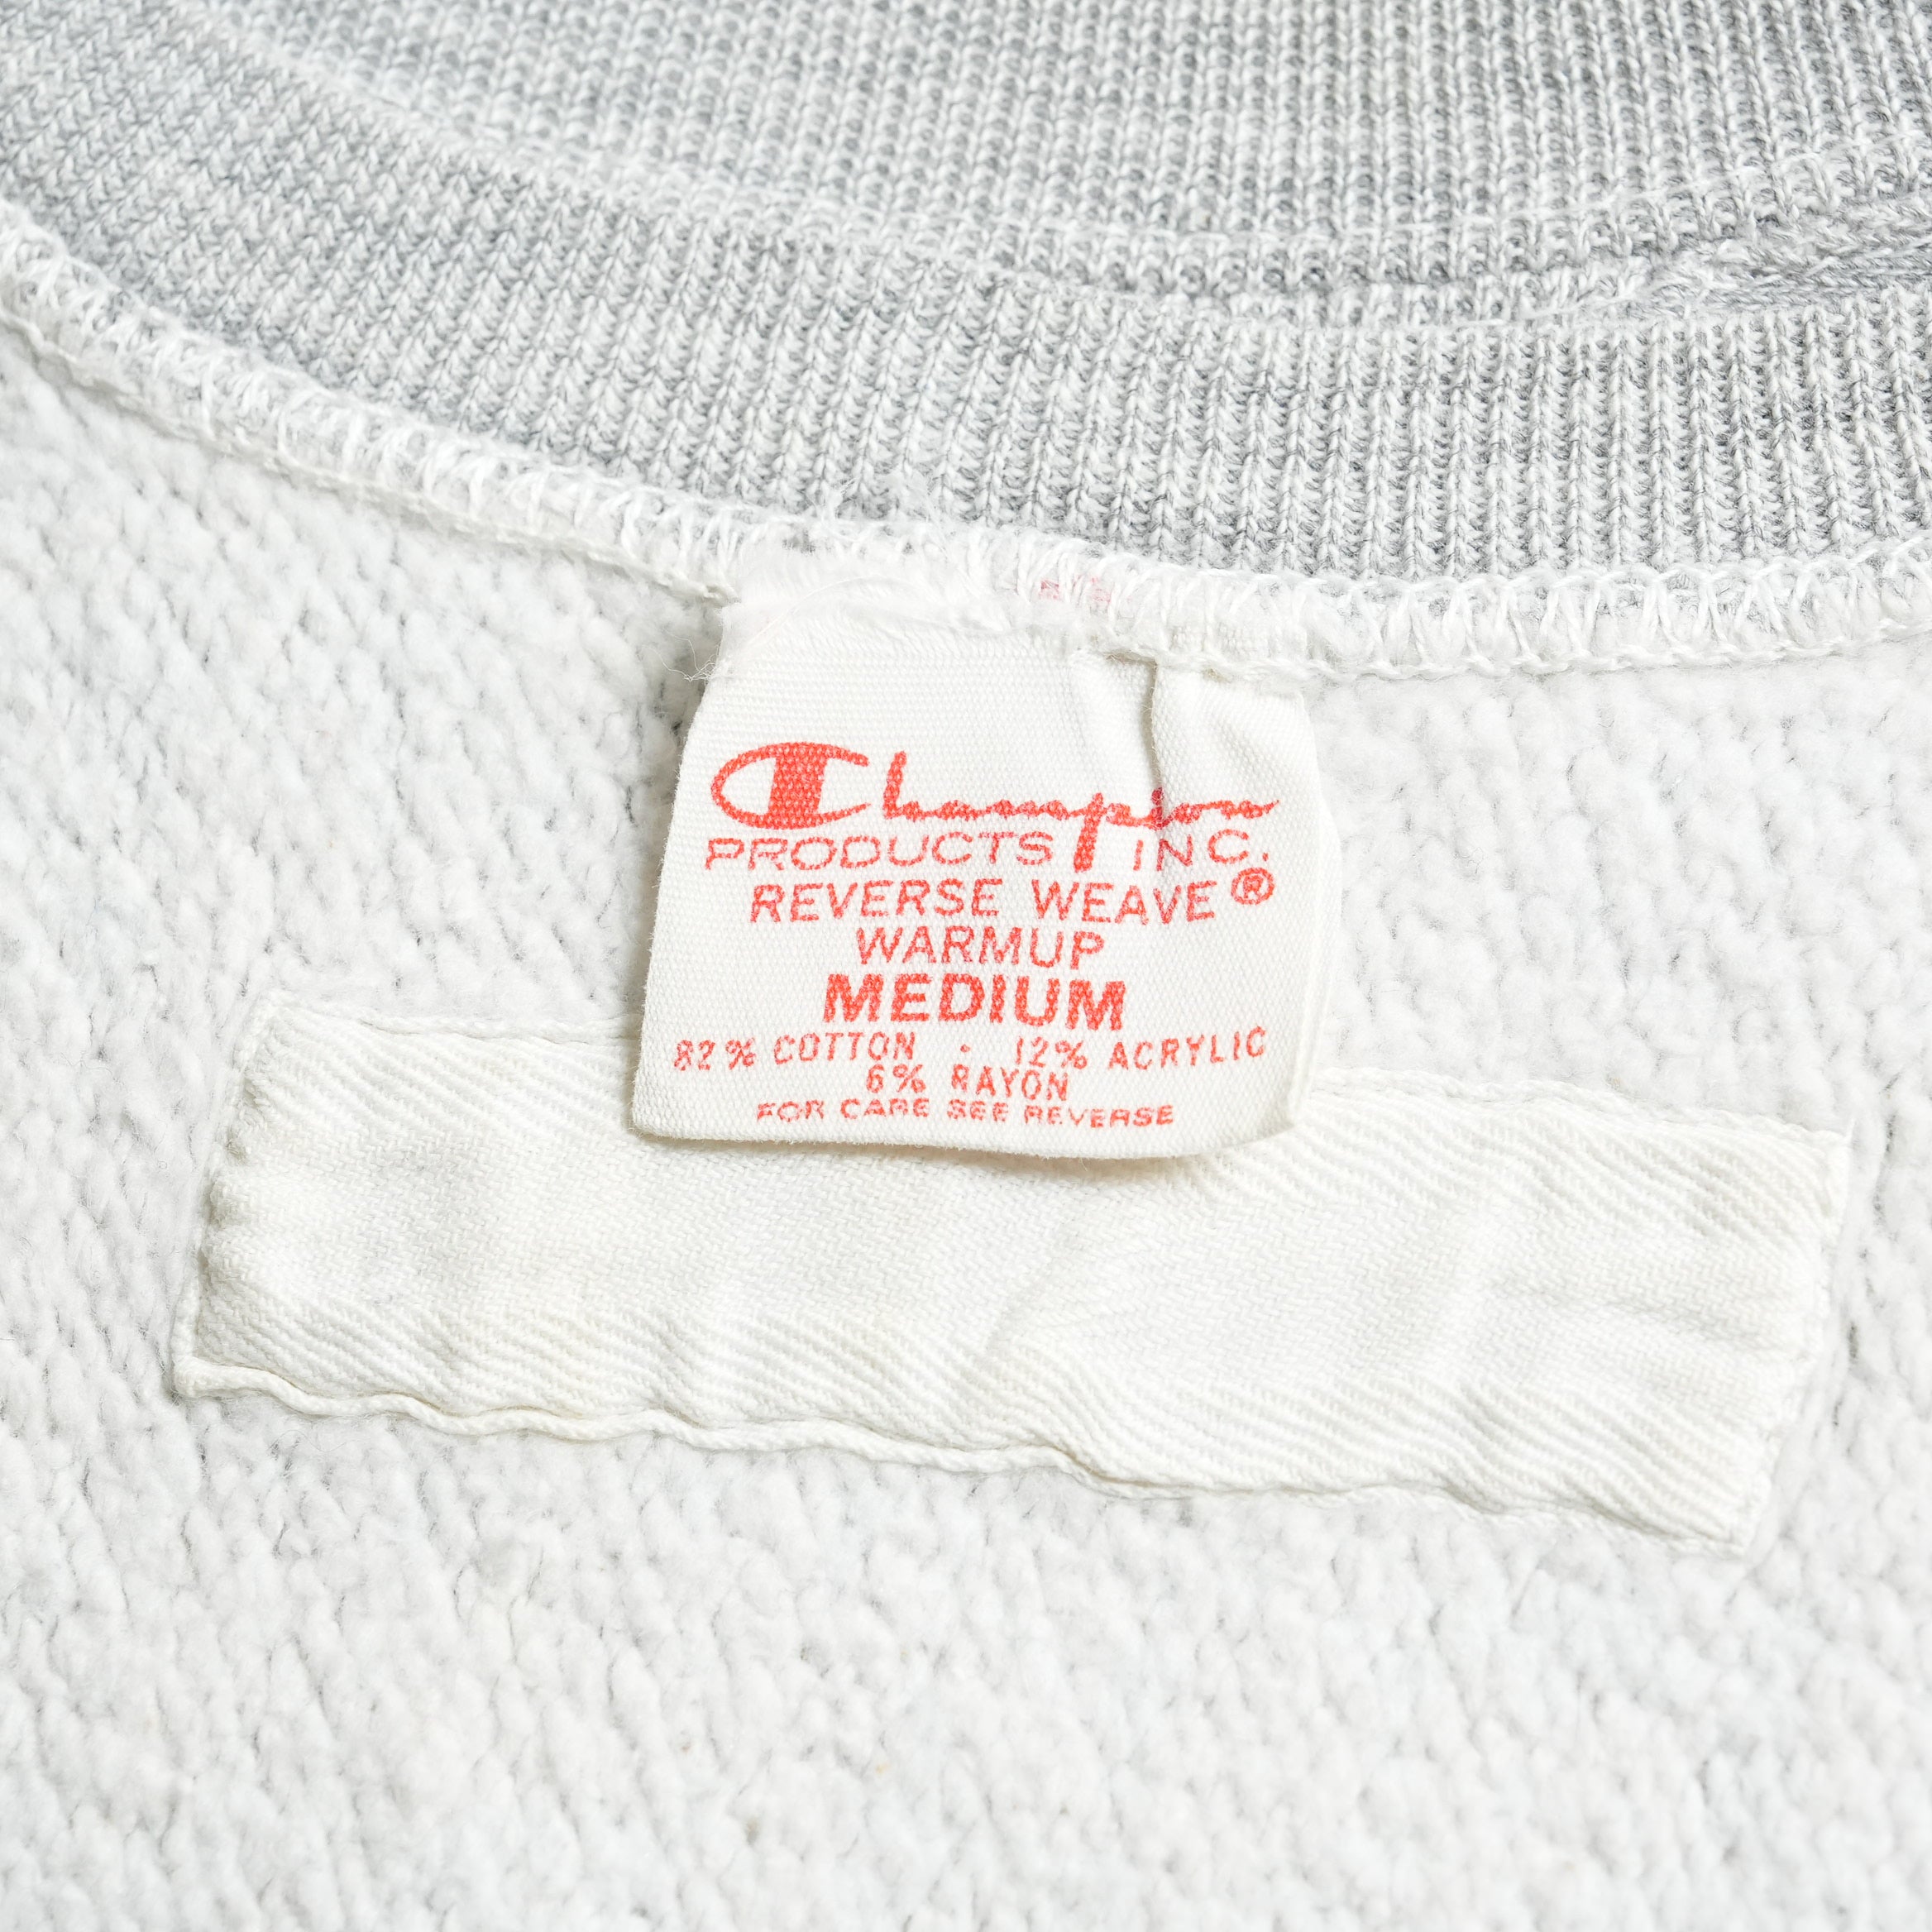 Champion
PRODUCTS INC.
REVERSE WEAVE®
WARMUP
MEDIUM
82% COTTON · 12% ACRYLIC
6% RAYON
FOR CARE SEE REVERSE